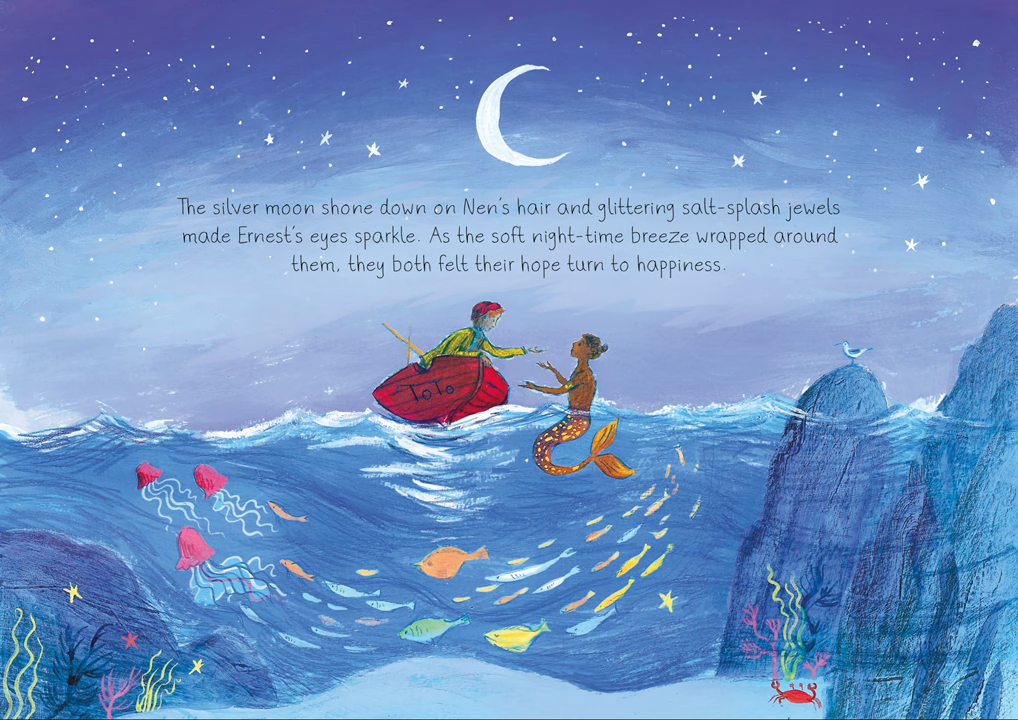 The silver moon shone down on Nen's hair and glittering salt-splash jewels
made Ernest's eyes sparkle. As the soft night-time breeze wrapped around
them, they both felt their hope turn to happiness.
ToTo